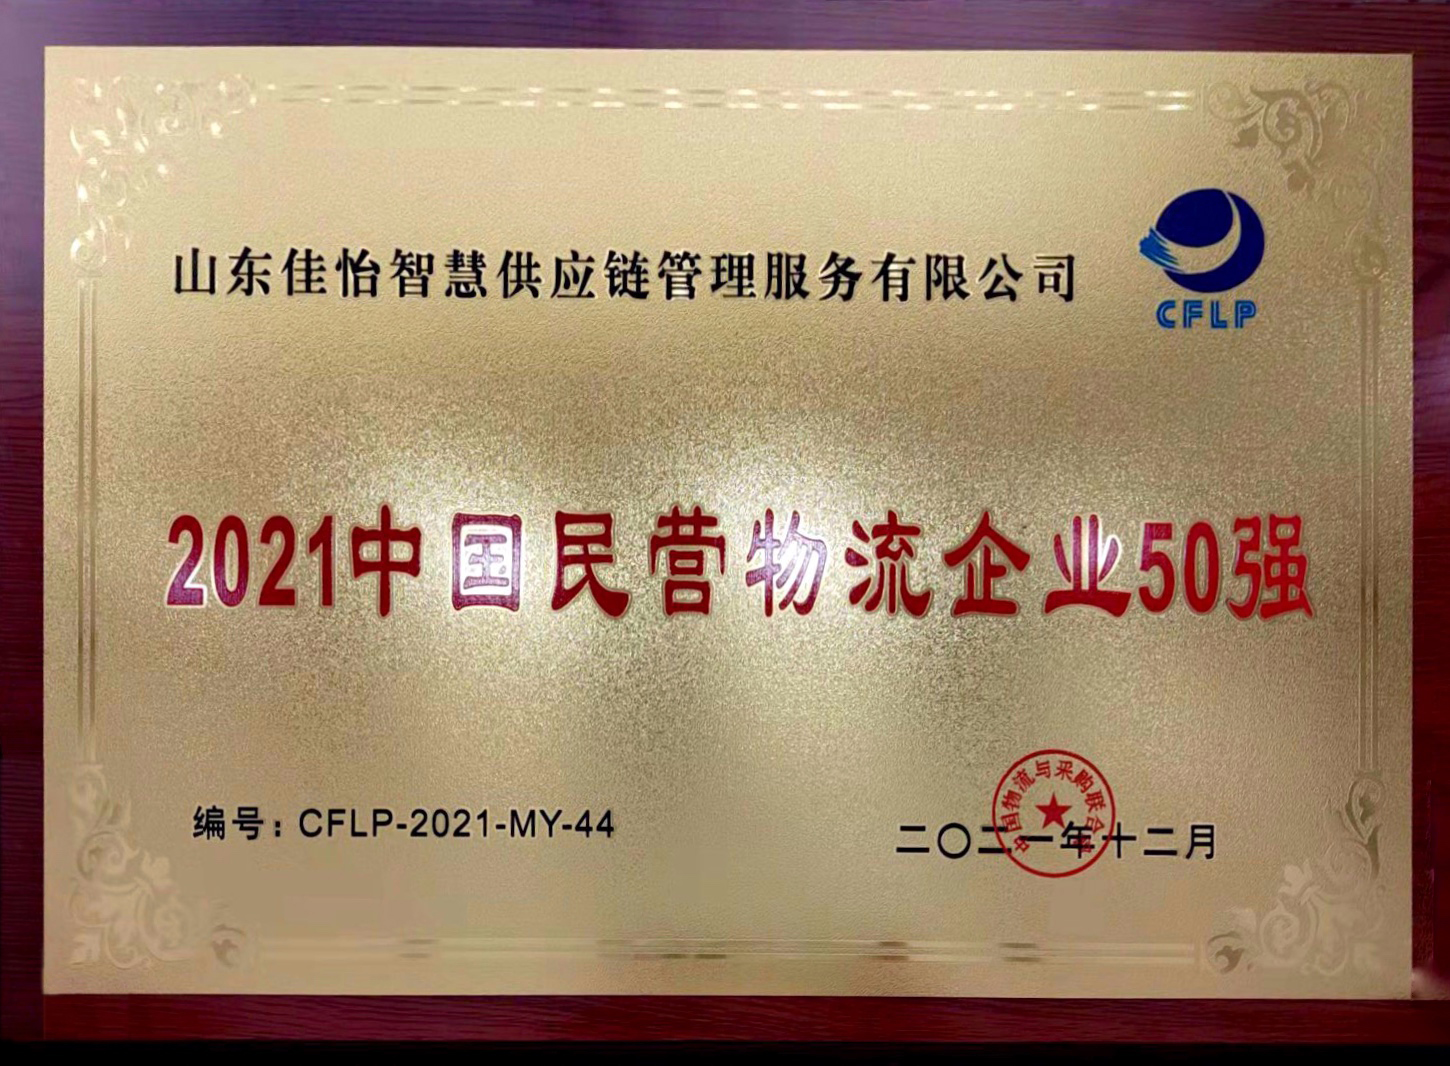 山东佳怡智慧供应链管理服务有限公司
CFLP
2021中国民营物流企业50强
编号：CFLP-2021-MY-44
二〇二一年十二月
中国物流与采购联合会